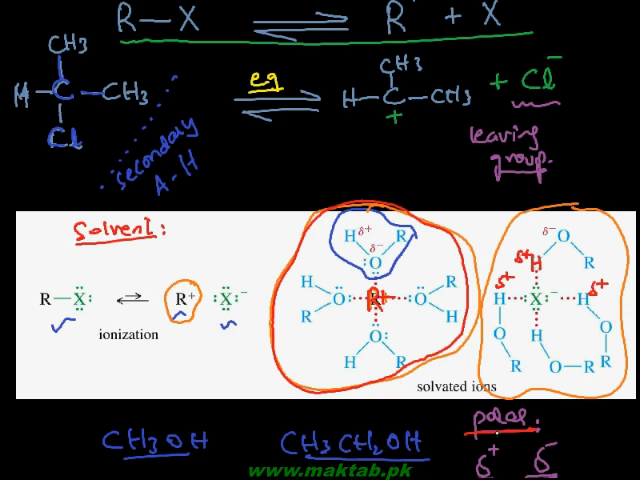 R — X ⇌ R + X
CH3
H — C — CH3
Cl
eq
CH3
H — C — CH3
+
+ Cl⁻
leaving
group.
secondary
A-H
Solvent:
R—X: ⇌ R⁺ :X:⁻
ionization
H δ+ R
δ− O
H O R+ O R
R H
O
H R
δ− O
δ+ H R
δ+ H X:⁻ H δ+
O H O
R O—R R
solvated ions
CH3OH CH3CH2OH polar.
δ+ δ
www.maktab.pk